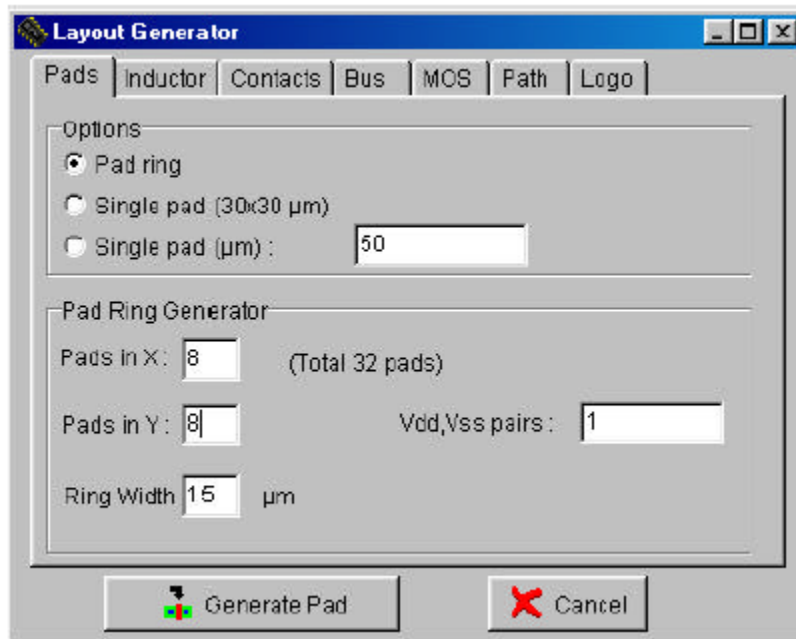 Layout Generator
Pads Inductor Contacts Bus MOS Path Logo
Options
Pad ring
Single pad (30x30 µm)
Single pad (µm) : 50
Pad Ring Generator
Pads in X: 8 (Total 32 pads)
Pads in Y: 8 Vdd,Vss pairs : 1
Ring Width 15 µm
Generate Pad Cancel